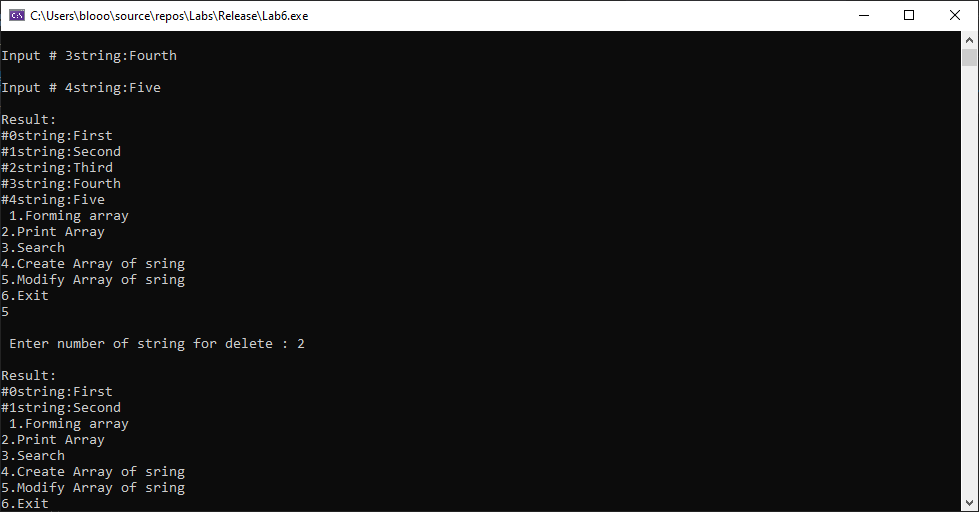 C:\Users\blooo\source\repos\Labs\Release\Lab6.exe
Input # 3string:Fourth
Input # 4string:Five
Result:
#0string:First
#1string:Second
#2string:Third
#3string:Fourth
#4string:Five
1.Forming array
2.Print Array
3.Search
4.Create Array of sring
5.Modify Array of sring
6.Exit
5
Enter number of string for delete : 2
Result:
#0string:First
#1string:Second
1.Forming array
2.Print Array
3.Search
4.Create Array of sring
5.Modify Array of sring
6.Exit